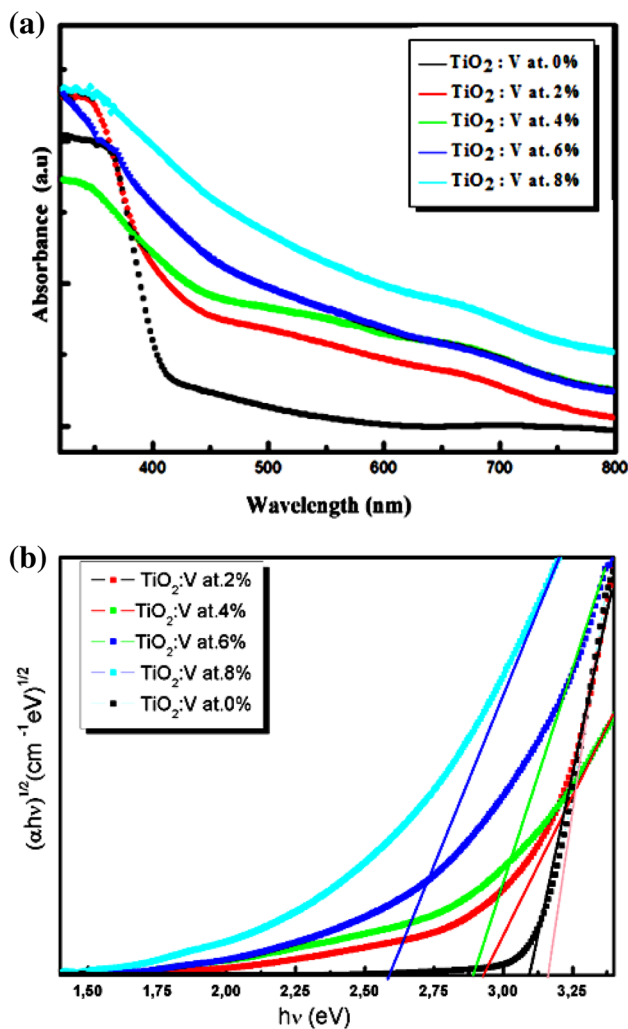 (a)
TiO2 : V at. 0%
TiO2 : V at. 2%
TiO2 : V at. 4%
TiO2 : V at. 6%
TiO2 : V at. 8%
Absorbance (a.u)
400 500 600 700 800
Wavelength (nm)
(b)
TiO2:V at.2%
TiO2:V at.4%
TiO2:V at.6%
TiO2:V at.8%
TiO2:V at.0%
(αhν)1/2(cm-1eV)1/2
1,50 1,75 2,00 2,25 2,50 2,75 3,00 3,25
hν (eV)